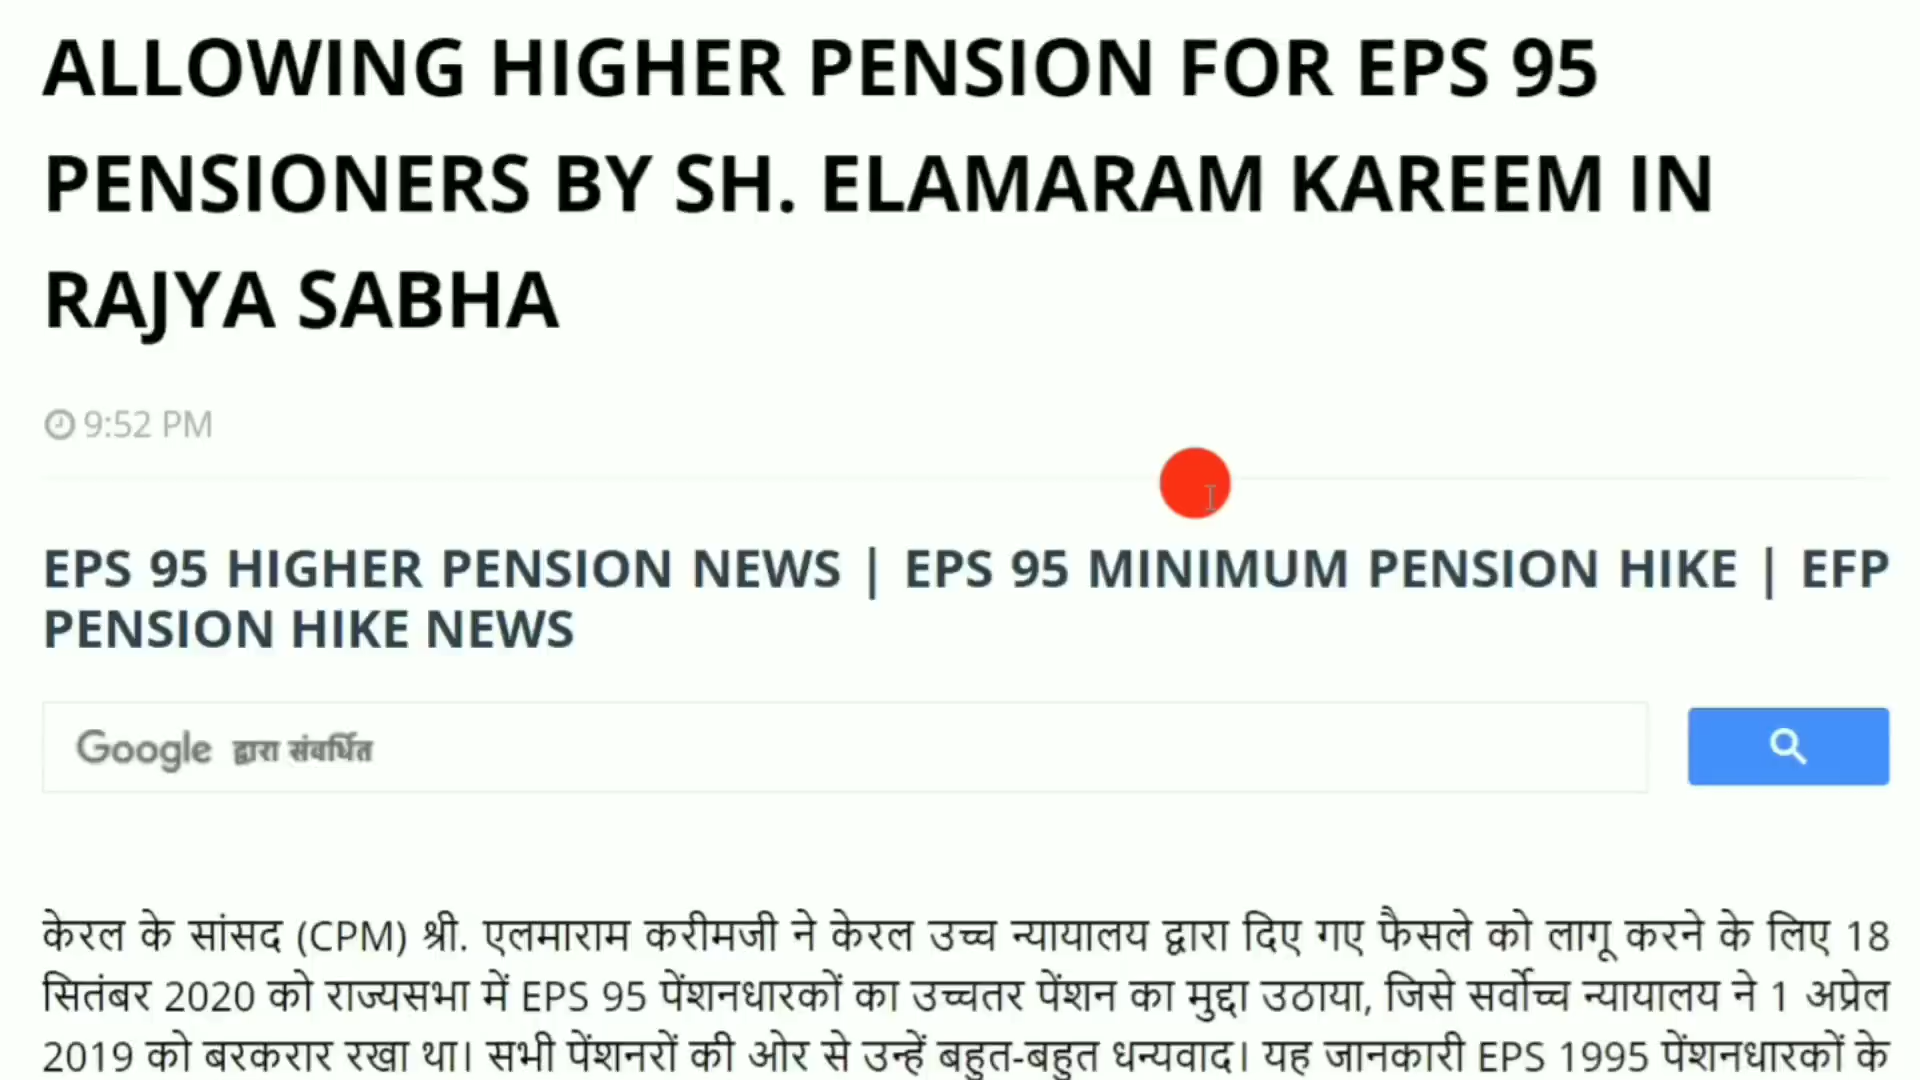 ALLOWING HIGHER PENSION FOR EPS 95
PENSIONERS BY SH. ELAMARAM KAREEM IN
RAJYA SABHA
9:52 PM
EPS 95 HIGHER PENSION NEWS | EPS 95 MINIMUM PENSION HIKE | EFP
PENSION HIKE NEWS
Google द्वारा संवर्धित
केरल के सांसद (CPM) श्री. एलमाराम करीमजी ने केरल उच्च न्यायालय द्वारा दिए गए फैसले को लागू करने के लिए 18
सितंबर 2020 को राज्यसभा में EPS 95 पेंशनधारकों का उच्चतर पेंशन का मुद्दा उठाया, जिसे सर्वोच्च न्यायालय ने 1 अप्रेल
2019 को बरकरार रखा था। सभी पेंशनरों की ओर से उन्हें बहुत-बहुत धन्यवाद। यह जानकारी EPS 1995 पेंशनधारकों के